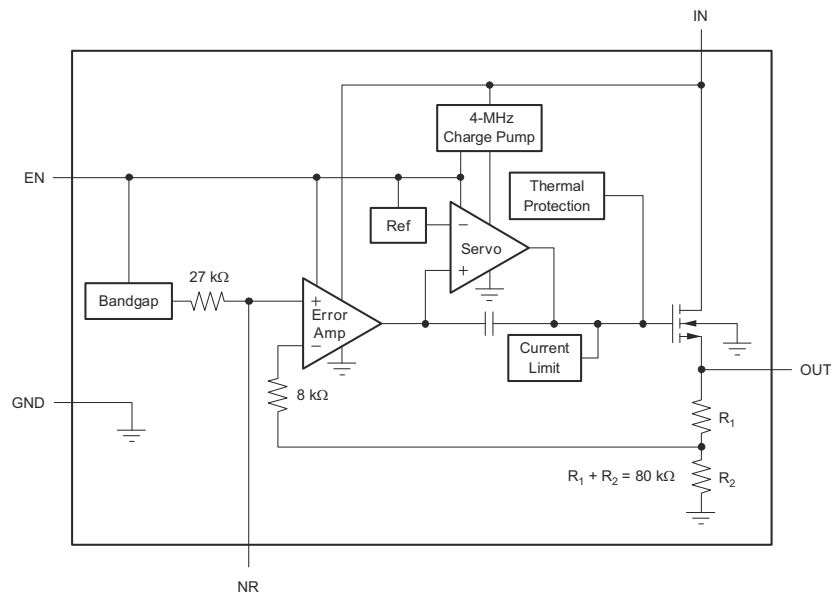 IN
4-MHz
Charge Pump
EN
Thermal
Protection
Ref
−
Servo
+
27 kΩ
Bandgap
+
Error
Amp
−
Current
Limit
OUT
8 kΩ
GND
R1
R1 + R2 = 80 kΩ
R2
NR